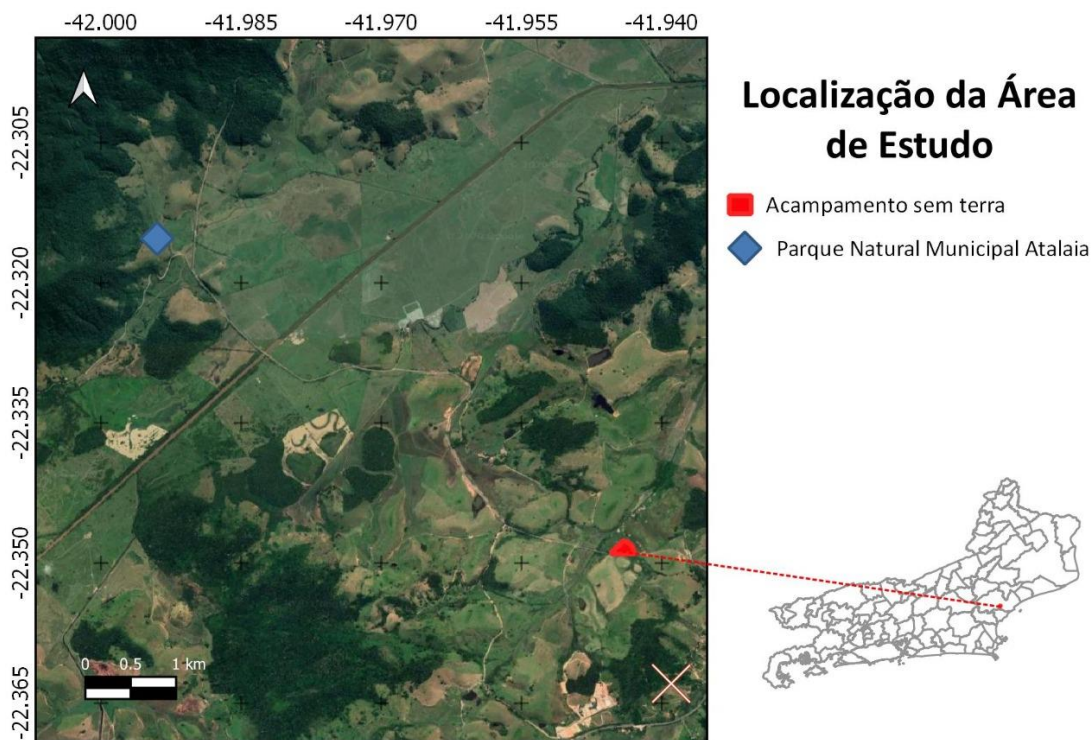 -42.000 -41.985 -41.970 -41.955 -41.940
Localização da Área
de Estudo
Acampamento sem terra
Parque Natural Municipal Atalaia
-22.305
-22.320
-22.335
-22.350
-22.365
0 0.5 1 km